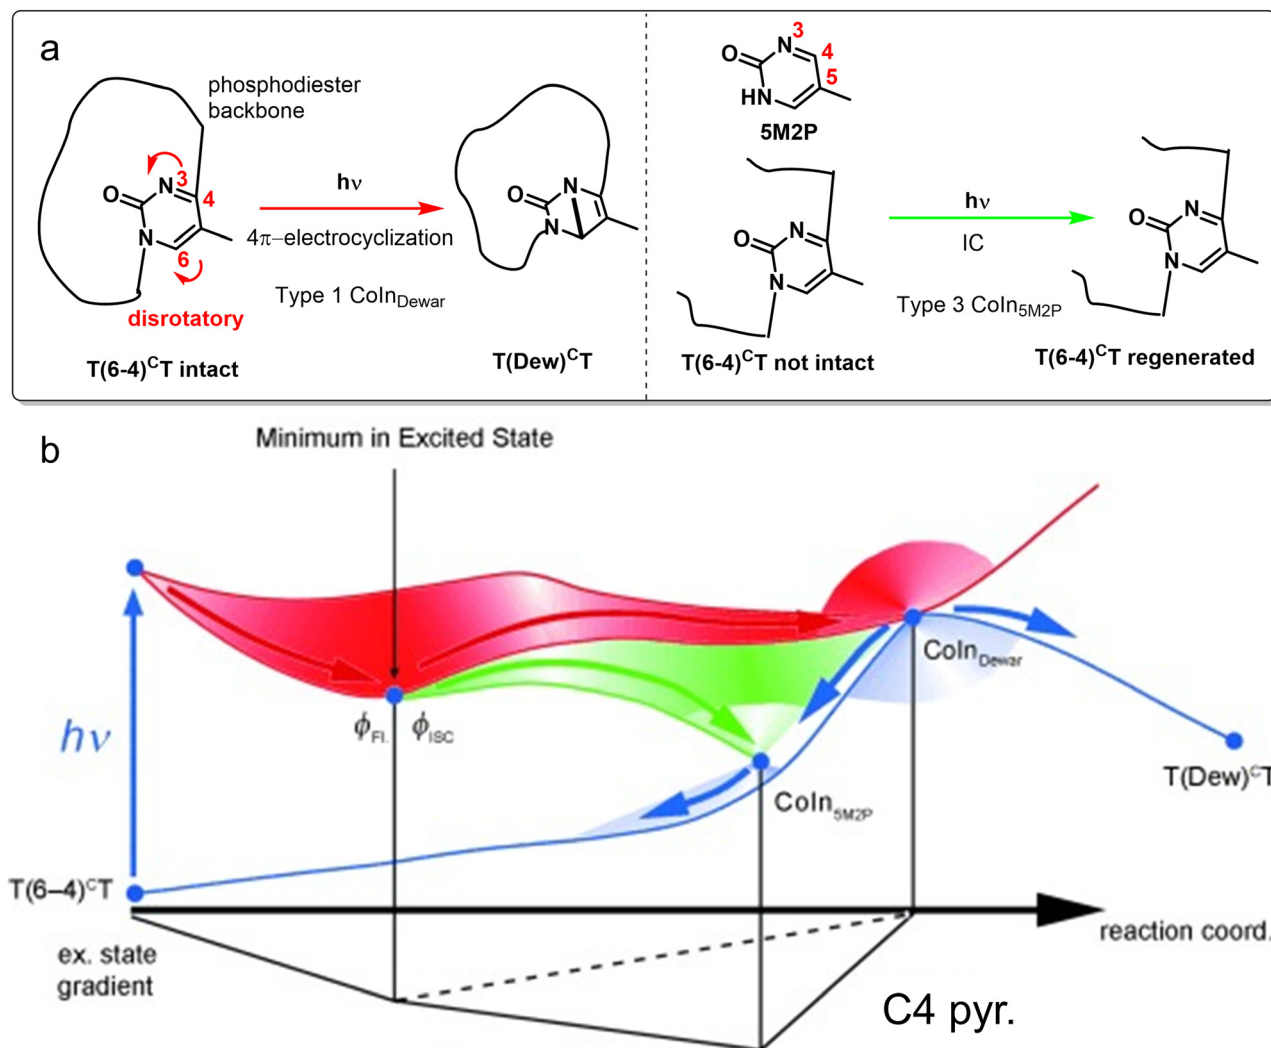 a
phosphodiester
backbone
O
N
3
4
N
6
disrotatory
T(6-4)ᶜT intact
hν
4π−electrocyclization
Type 1 CoIn_Dewar
O
N
N
T(Dew)ᶜT
N
3
O
4
5
HN
5M2P
O
N
N
T(6-4)ᶜT not intact
hν
IC
Type 3 CoIn_5M2P
O
N
N
T(6-4)ᶜT regenerated
b
Minimum in Excited State
hν
ϕ_Fl.
ϕ_ISC
CoIn_Dewar
T(Dew)ᶜT
CoIn_5M2P
T(6–4)ᶜT
reaction coord.
ex. state
gradient
C4 pyr.